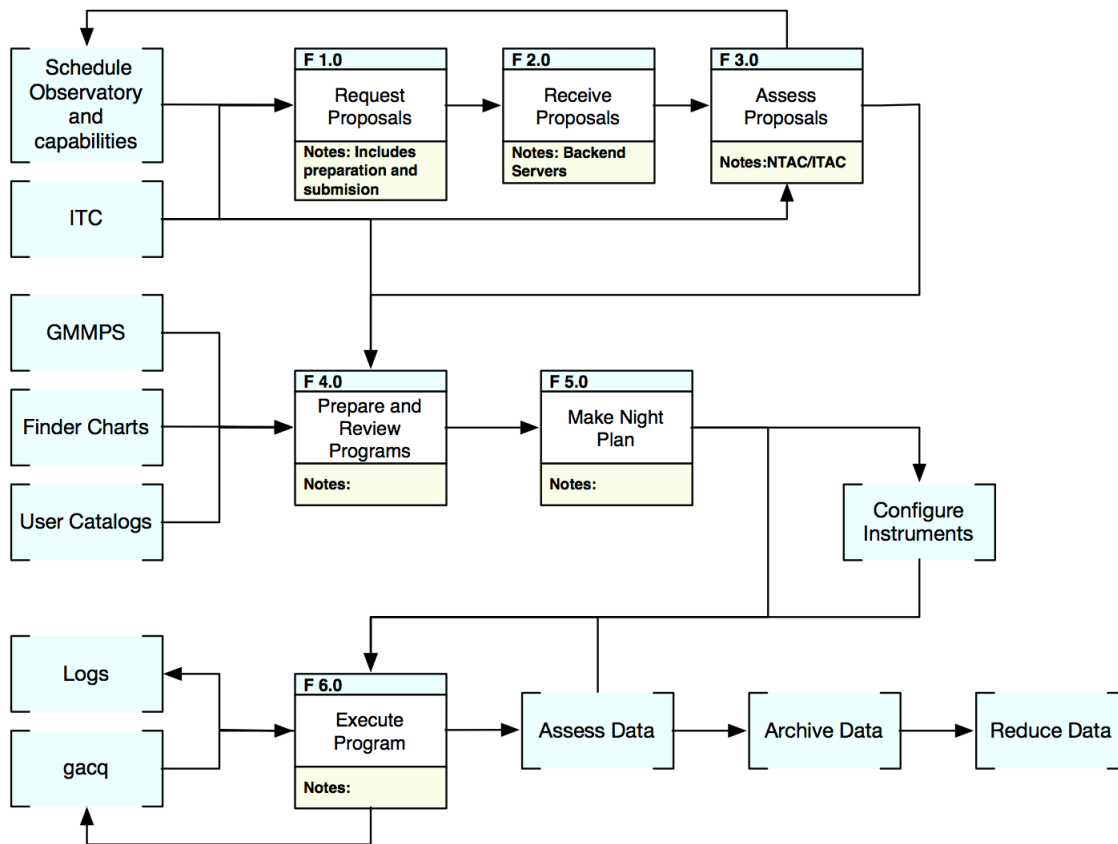 Schedule
Observatory
and
capabilities
F 1.0
Request
Proposals
Notes: Includes
preparation and
submision
F 2.0
Receive
Proposals
Notes: Backend
Servers
F 3.0
Assess
Proposals
Notes:NTAC/ITAC
ITC
GMMPS
Finder Charts
User Catalogs
F 4.0
Prepare and
Review
Programs
Notes:
F 5.0
Make Night
Plan
Notes:
Configure
Instruments
Logs
gacq
F 6.0
Execute
Program
Notes:
Assess Data
Archive Data
Reduce Data